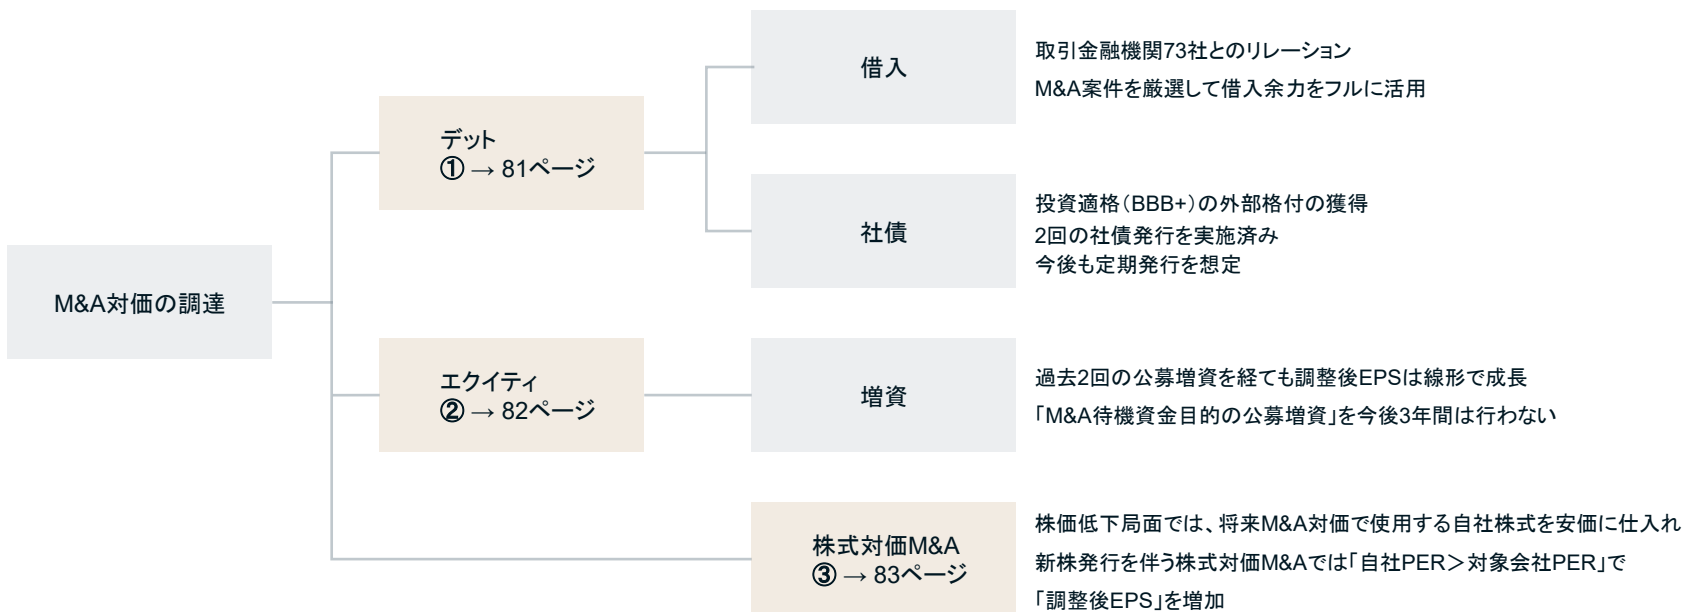 M&A対価の調達
デット
① → 81ページ
借入
取引金融機関73社とのリレーション
M&A案件を厳選して借入余力をフルに活用
社債
投資適格（BBB+）の外部格付の獲得
2回の社債発行を実施済み
今後も定期発行を想定
エクイティ
② → 82ページ
増資
過去2回の公募増資を経ても調整後EPSは線形で成長
「M&A待機資金目的の公募増資」を今後3年間は行わない
株式対価M&A
③ → 83ページ
株価低下局面では、将来M&A対価で使用する自社株式を安価に仕入れ
新株発行を伴う株式対価M&Aでは「自社PER＞対象会社PER」で
「調整後EPS」を増加